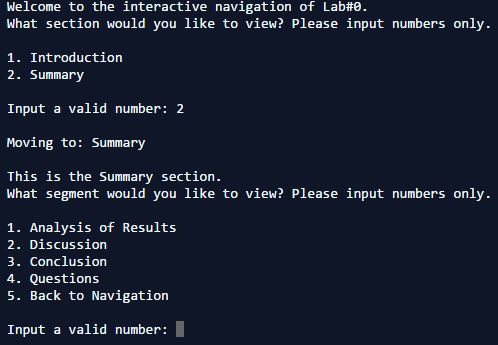 Welcome to the interactive navigation of Lab#0.
What section would you like to view? Please input numbers only.
1. Introduction
2. Summary
Input a valid number: 2
Moving to: Summary
This is the Summary section.
What segment would you like to view? Please input numbers only.
1. Analysis of Results
2. Discussion
3. Conclusion
4. Questions
5. Back to Navigation
Input a valid number: